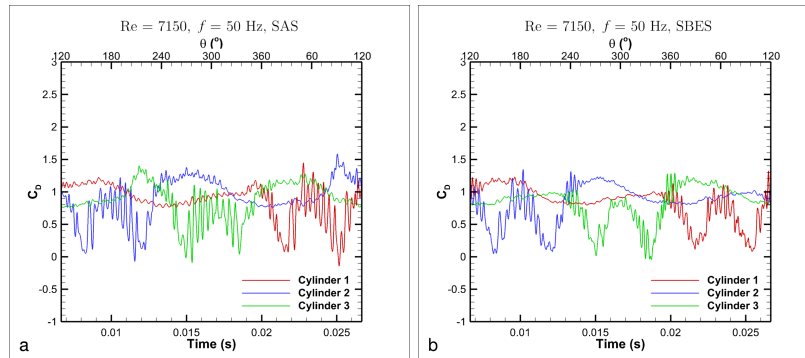 Re = 7150, f = 50 Hz, SAS
θ (º)
120 180 240 300 360 60 120
3
2.5
2
1.5
1
0.5
0
-0.5
-1
C_D
Cylinder 1
Cylinder 2
Cylinder 3
0.01 0.015 0.02 0.025
Time (s)
a
Re = 7150, f = 50 Hz, SBES
θ (º)
120 180 240 300 360 60 120
3
2.5
2
1.5
1
0.5
0
-0.5
-1
C_D
Cylinder 1
Cylinder 2
Cylinder 3
0.01 0.015 0.02 0.025
Time (s)
b